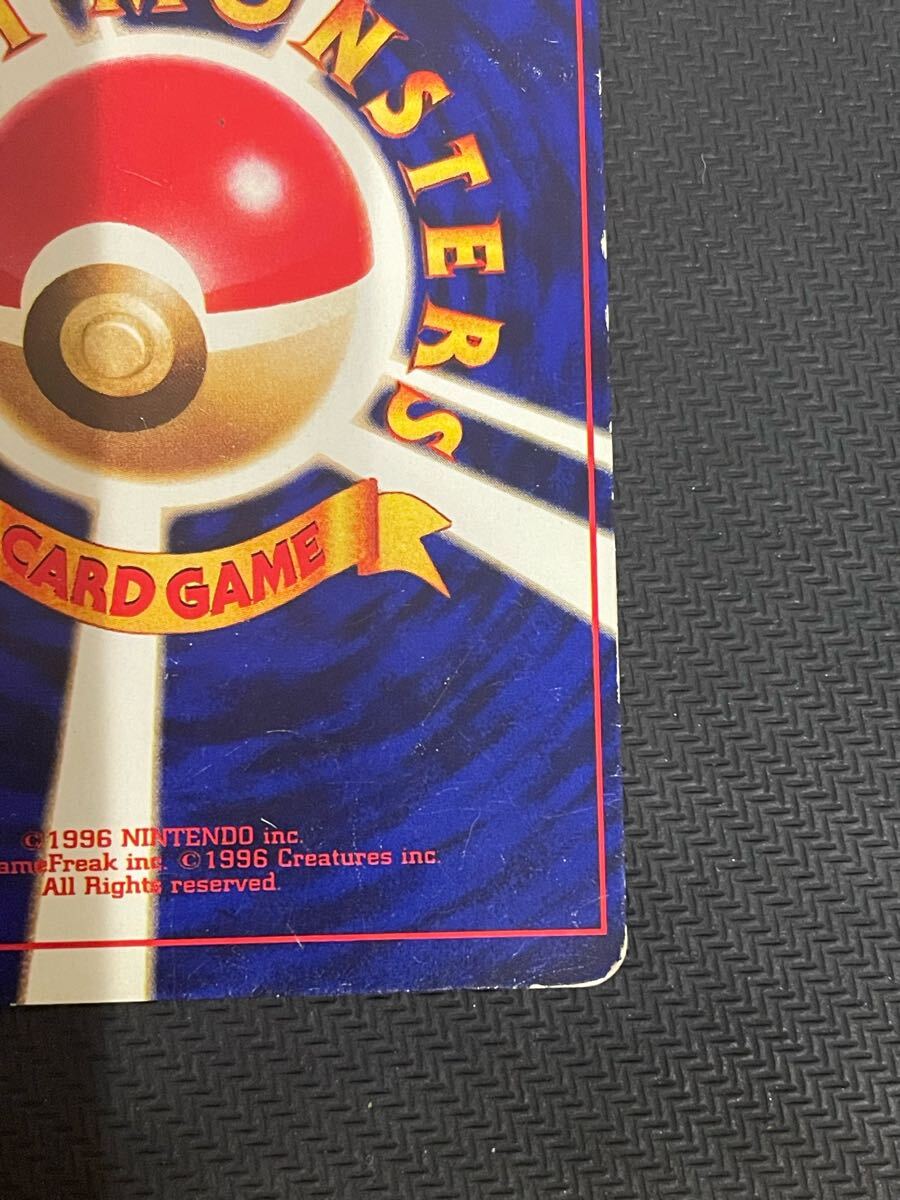 MONSTERS
CARD GAME
©1996 NINTENDO inc.
ameFreak inc. ©1996 Creatures inc.
All Rights reserved.